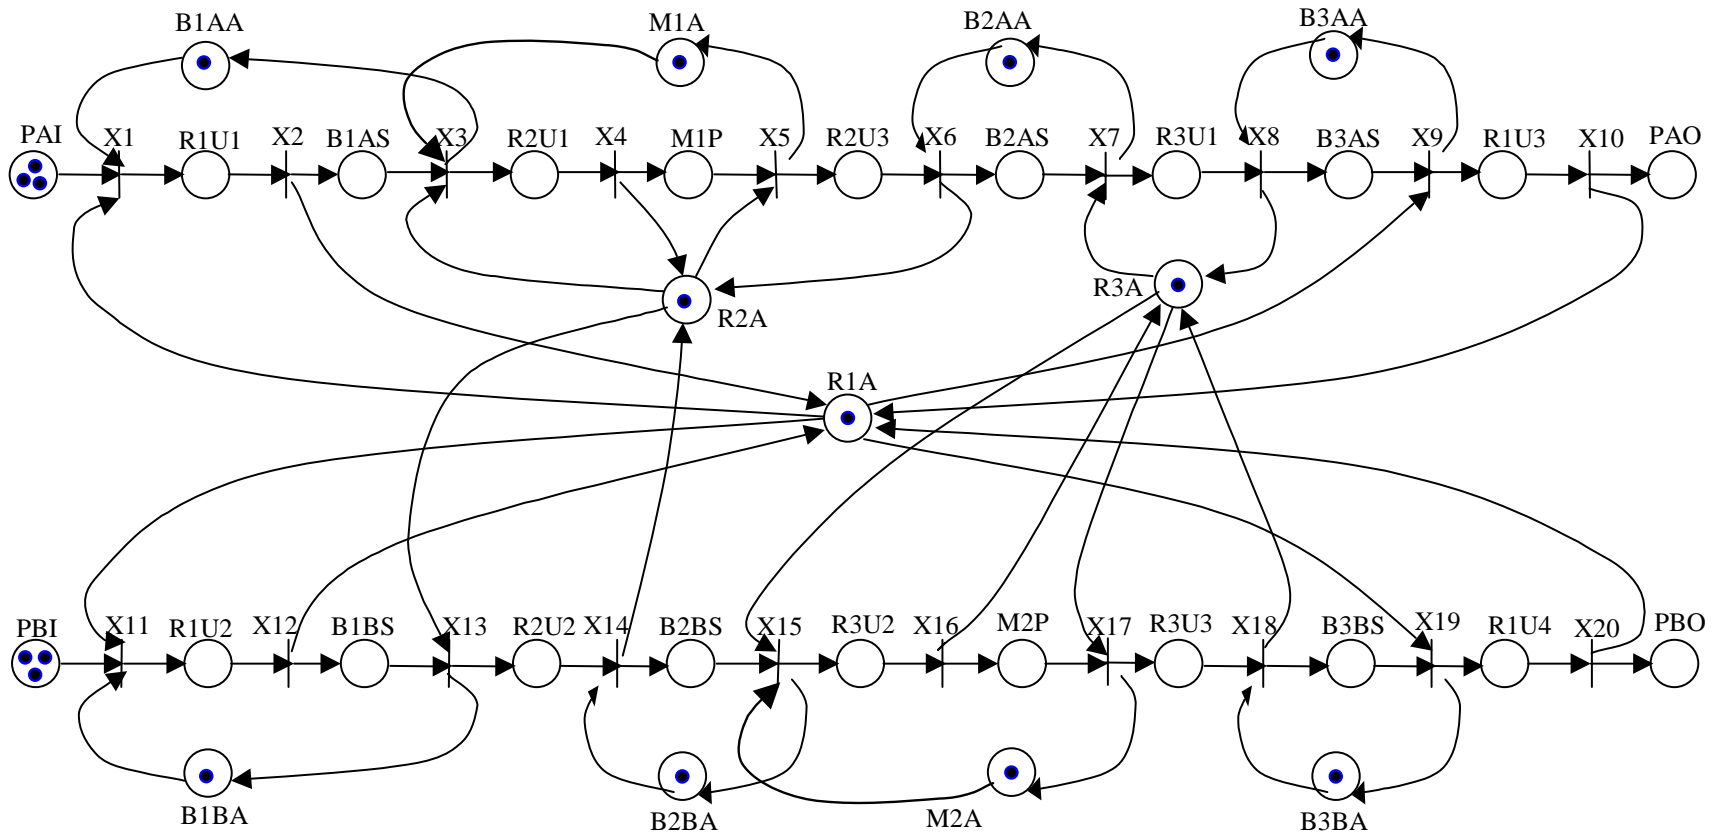 B1AA
M1A
B2AA
B3AA
PAI
X1
R1U1
X2
B1AS
X3
R2U1
X4
M1P
X5
R2U3
X6
B2AS
X7
R3U1
X8
B3AS
X9
R1U3
X10
PAO
R2A
R3A
R1A
PBI
X11
R1U2
X12
B1BS
X13
R2U2
X14
B2BS
X15
R3U2
X16
M2P
X17
R3U3
X18
B3BS
X19
R1U4
X20
PBO
B1BA
B2BA
M2A
B3BA